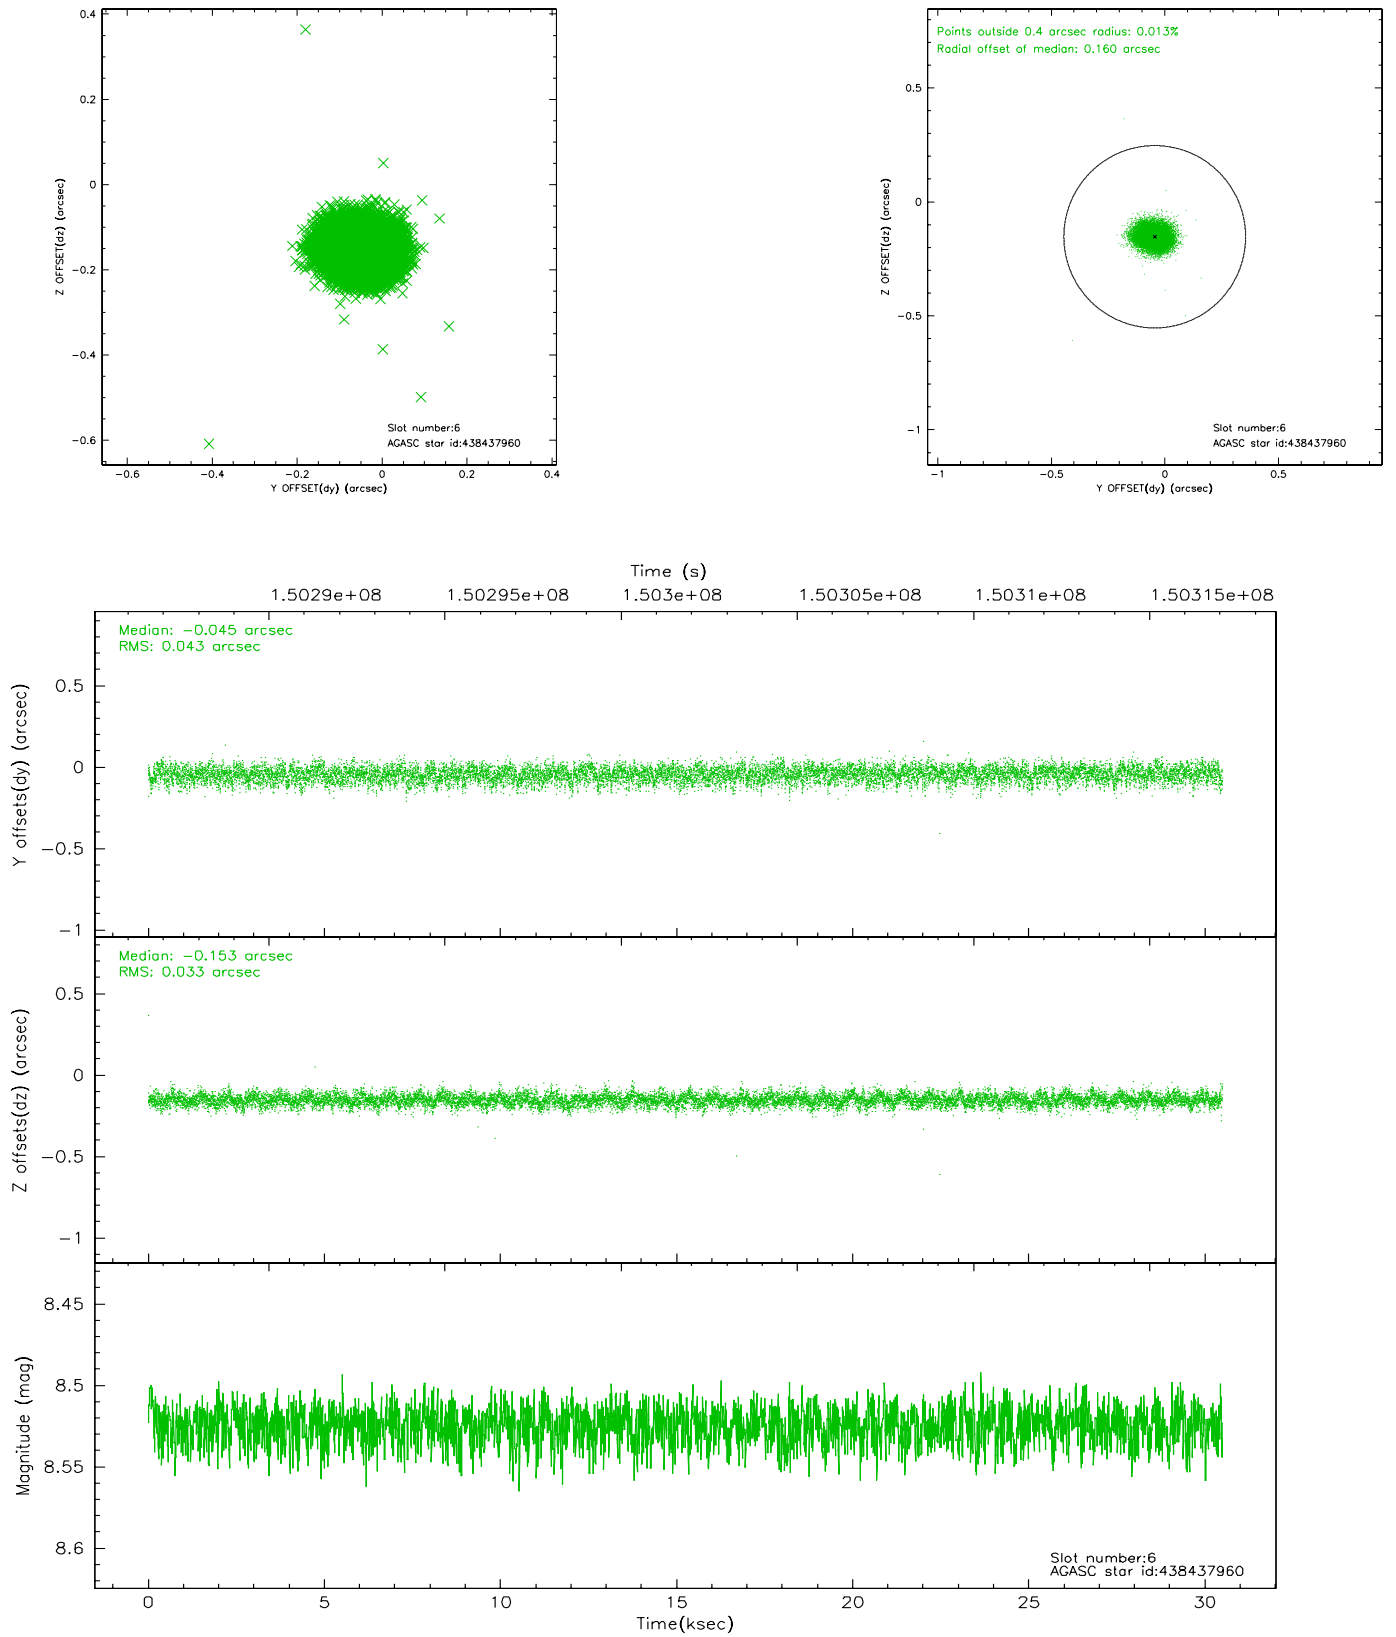 0.4
0.2
0
-0.2
-0.4
-0.6
Z OFFSET(dz) (arcsec)
Slot number:6
AGASC star id:438437960
-0.6 -0.4 -0.2 0 0.2 0.4
Y OFFSET(dy) (arcsec)
Points outside 0.4 arcsec radius: 0.013%
Radial offset of median: 0.160 arcsec
0.5
0
-0.5
-1
Z OFFSET(dz) (arcsec)
Slot number:6
AGASC star id:438437960
-1 -0.5 0 0.5
Y OFFSET(dy) (arcsec)
Time (s)
1.5029e+08 1.50295e+08 1.503e+08 1.50305e+08 1.5031e+08 1.50315e+08
Median: -0.045 arcsec
RMS: 0.043 arcsec
0.5
0
-0.5
-1
Y offsets(dy) (arcsec)
Median: -0.153 arcsec
RMS: 0.033 arcsec
0.5
0
-0.5
-1
Z offsets(dz) (arcsec)
8.45
8.5
8.55
8.6
Magnitude (mag)
Slot number:6
AGASC star id:438437960
0 5 10 15 20 25 30
Time(ksec)